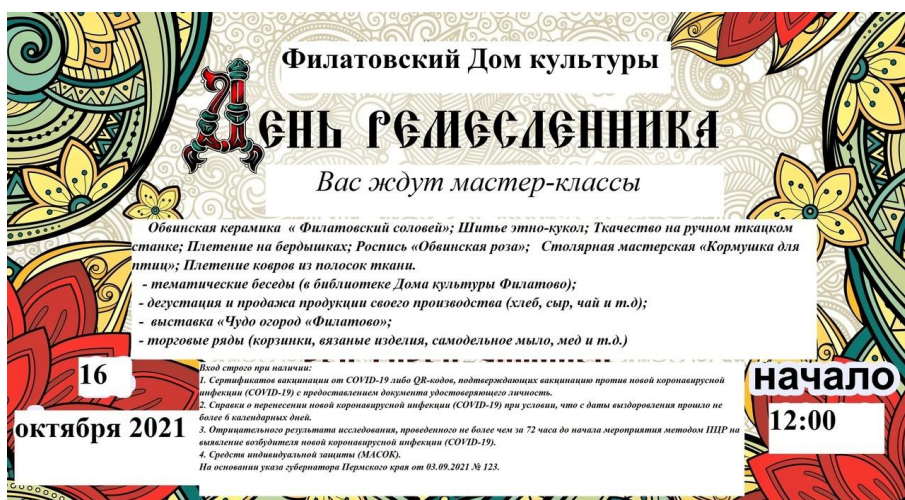 Филатовский Дом культуры
День ремесленника
Вас ждут мастер-классы
Обвинская керамика « Филатовский соловей»; Шитье этно-кукол; Ткачество на ручном ткацком
станке; Плетение на бердышках; Роспись «Обвинская роза»; Столярная мастерская «Кормушка для
птиц»; Плетение ковров из полосок ткани.
- тематические беседы (в библиотеке Дома культуры Филатово);
- дегустация и продажа продукции своего производства (хлеб, сыр, чай и т.д);
- выставка «Чудо огород «Филатово»;
- торговые ряды (корзинки, вязаные изделия, самодельное мыло, мед и т.д.)
16
октября 2021
Вход строго при наличии:
1. Сертификатов вакцинации от COVID-19 либо QR-кодов, подтверждающих вакцинацию против новой коронавирусной
инфекции (COVID-19) с предоставлением документа удостоверяющего личность.
2. Справки о перенесении новой коронавирусной инфекции (COVID-19) при условии, что с даты выздоровления прошло не
более 6 календарных дней.
3. Отрицательного результата исследования, проведенного не более чем за 72 часа до начала мероприятия методом ПЦР на
выявление возбудителя новой коронавирусной инфекции (COVID-19).
4. Средств индивидуальной защиты (МАСОК).
На основании указа губернатора Пермского края от 03.09.2021 № 123.
начало
12:00